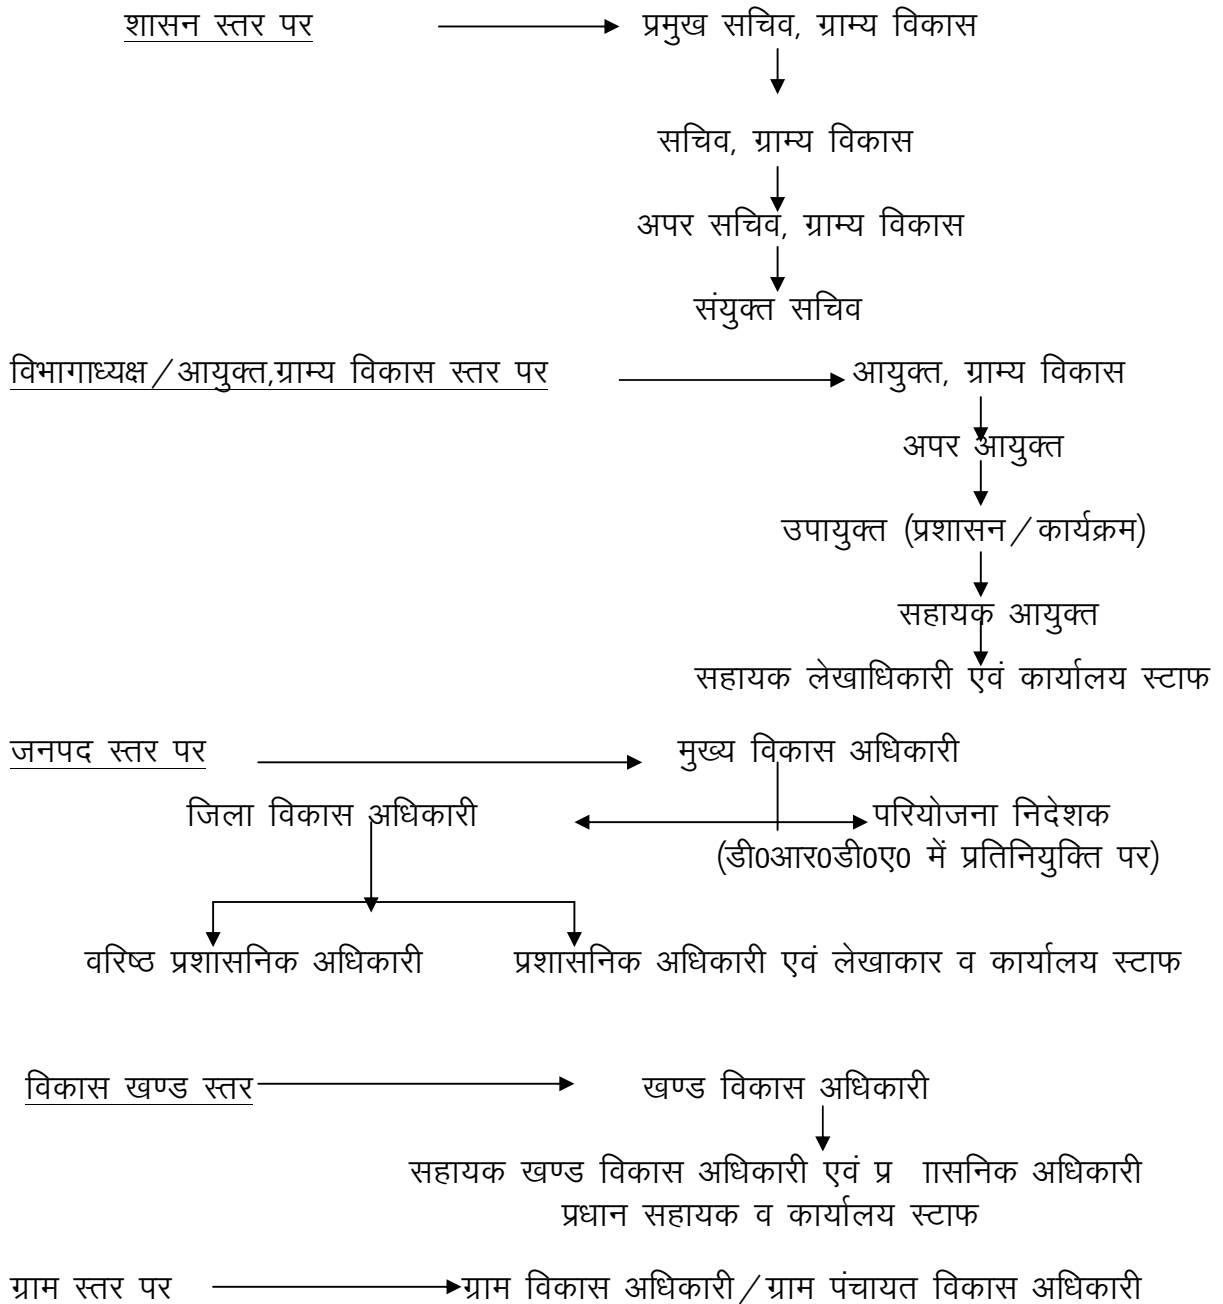 शासन स्तर पर प्रमुख सचिव, ग्राम्य विकास
सचिव, ग्राम्य विकास
अपर सचिव, ग्राम्य विकास
संयुक्त सचिव
विभागाध्यक्ष/आयुक्त,ग्राम्य विकास स्तर पर आयुक्त, ग्राम्य विकास
अपर आयुक्त
उपायुक्त (प्रशासन/कार्यक्रम)
सहायक आयुक्त
सहायक लेखाधिकारी एवं कार्यालय स्टाफ
जनपद स्तर पर मुख्य विकास अधिकारी
जिला विकास अधिकारी परियोजना निदेशक
(डी0आर0डी0ए0 में प्रतिनियुक्ति पर)
वरिष्ठ प्रशासनिक अधिकारी प्रशासनिक अधिकारी एवं लेखाकार व कार्यालय स्टाफ
विकास खण्ड स्तर खण्ड विकास अधिकारी
सहायक खण्ड विकास अधिकारी एवं प्र ाासनिक अधिकारी
प्रधान सहायक व कार्यालय स्टाफ
ग्राम स्तर पर ग्राम विकास अधिकारी/ग्राम पंचायत विकास अधिकारी